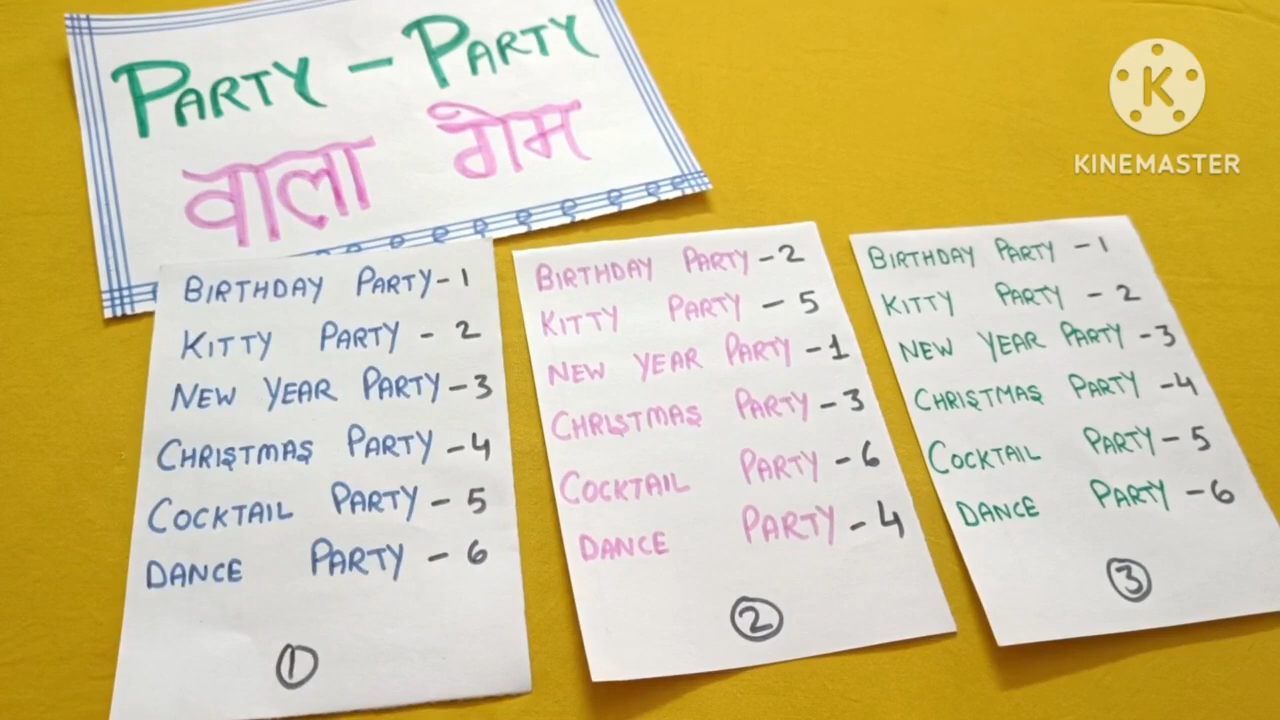 PARTY - PARTY
वाला गेम
BIRTHDAY PARTY - 1
KITTY PARTY - 2
NEW YEAR PARTY - 3
CHRISTMAS PARTY - 4
COCKTAIL PARTY - 5
DANCE PARTY - 6
1
BIRTHDAY PARTY - 2
KITTY PARTY - 5
NEW YEAR PARTY - 1
CHRISTMAS PARTY - 3
COCKTAIL PARTY - 6
DANCE PARTY - 4
2
BIRTHDAY PARTY - 1
KITTY PARTY - 2
NEW YEAR PARTY - 3
CHRISTMAS PARTY - 4
COCKTAIL PARTY - 5
DANCE PARTY - 6
3
K
KINEMASTER